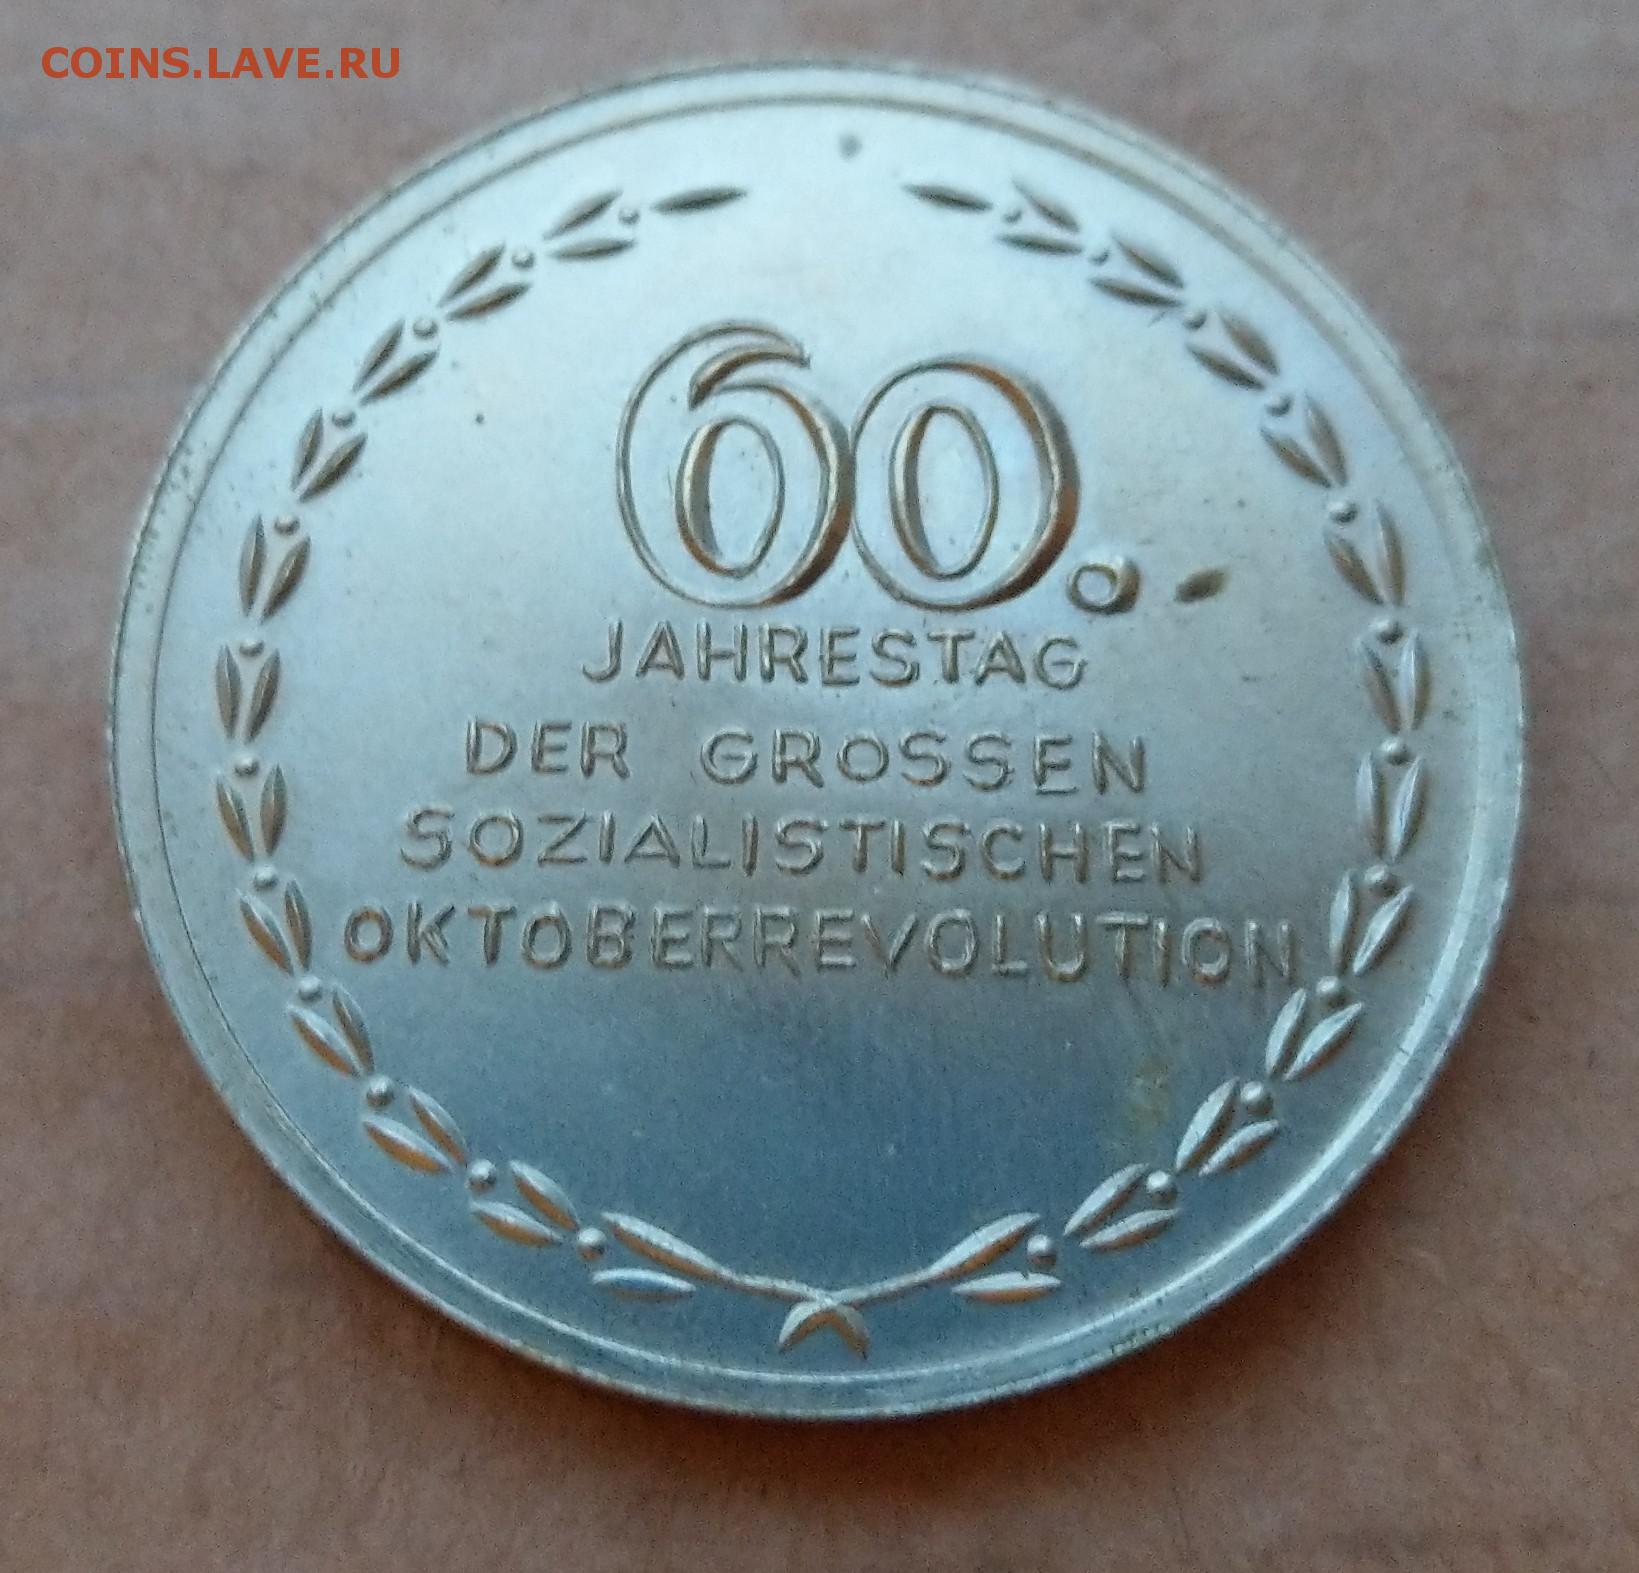 COINS.LAVE.RU
60.
JAHRESTAG
DER GROSSEN
SOZIALISTISCHEN
OKTOBERREVOLUTION